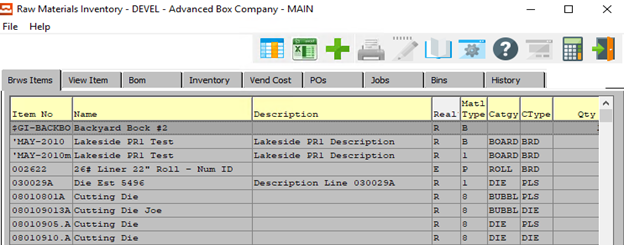 Raw Materials Inventory - DEVEL - Advanced Box Company - MAIN
File Help
Brws Items View Item Bom Inventory Vend Cost POs Jobs Bins History
Item No Name Description Real Matl Type Catgy CType Qty
$GI-BACKBO Backyard Bock #2 R B
'MAY-2010 Lakeside PR1 Test Lakeside PR1 Description R B BOARD BRD
'MAY-2010m Lakeside PR1 Test Lakeside PR1 Description R 1 BOARD BRD
002622 26# Liner 22" Roll - Num ID E P ROLL BRD
030029A Die Est 5496 Description Line 030029A R 1 DIE PLS
08010801A Cutting Die R 8 BUBBL PLS
080109013A Cutting Die Joe R 8 BUBBL DIE
08010905.A Cutting Die R 8 DIE PLS
08010910.A Cutting Die R 8 DIE DIE